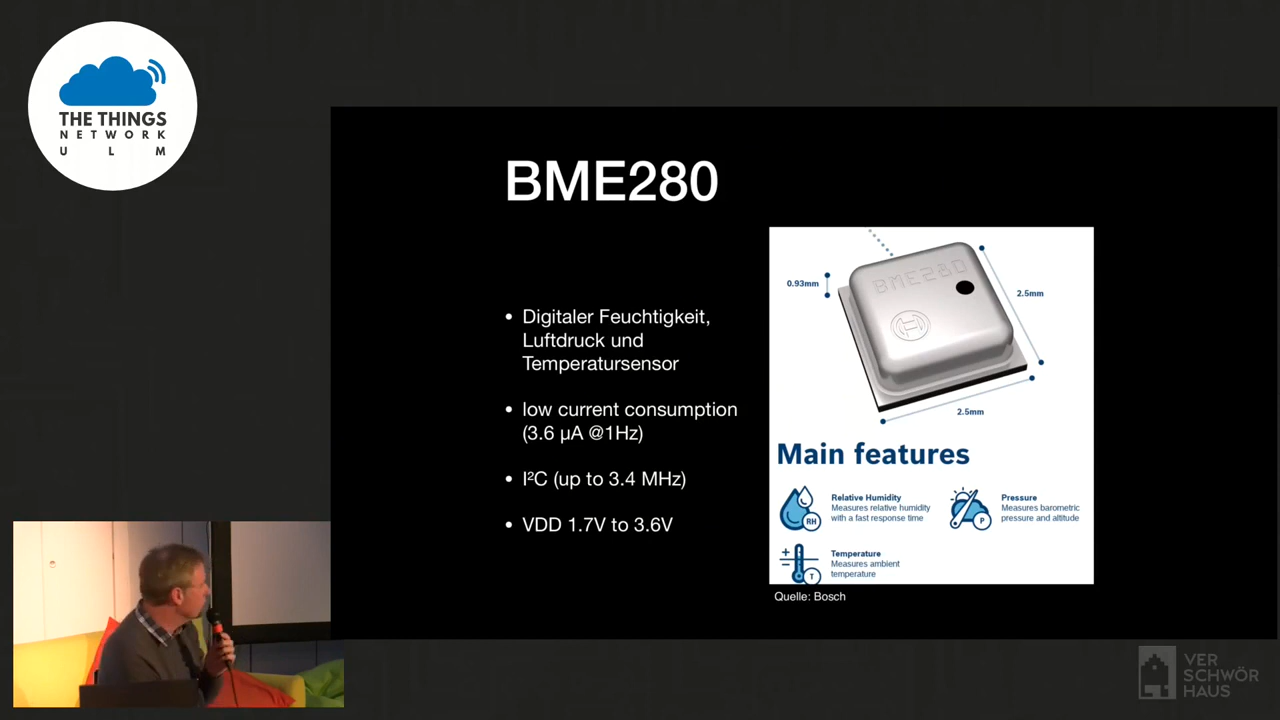 THE THINGS
NETWORK
ULM
BME280
• Digitaler Feuchtigkeit,
Luftdruck und
Temperatursensor
• low current consumption
(3.6 µA @1Hz)
• I²C (up to 3.4 MHz)
• VDD 1.7V to 3.6V
BME280
0.93mm
2.5mm
2.5mm
Main features
Relative Humidity
Measures relative humidity
with a fast response time
RH
Pressure
Measures barometric
pressure and altitude
P
Temperature
Measures ambient
temperature
T
Quelle: Bosch
VER
SCHWÖR
HAUS